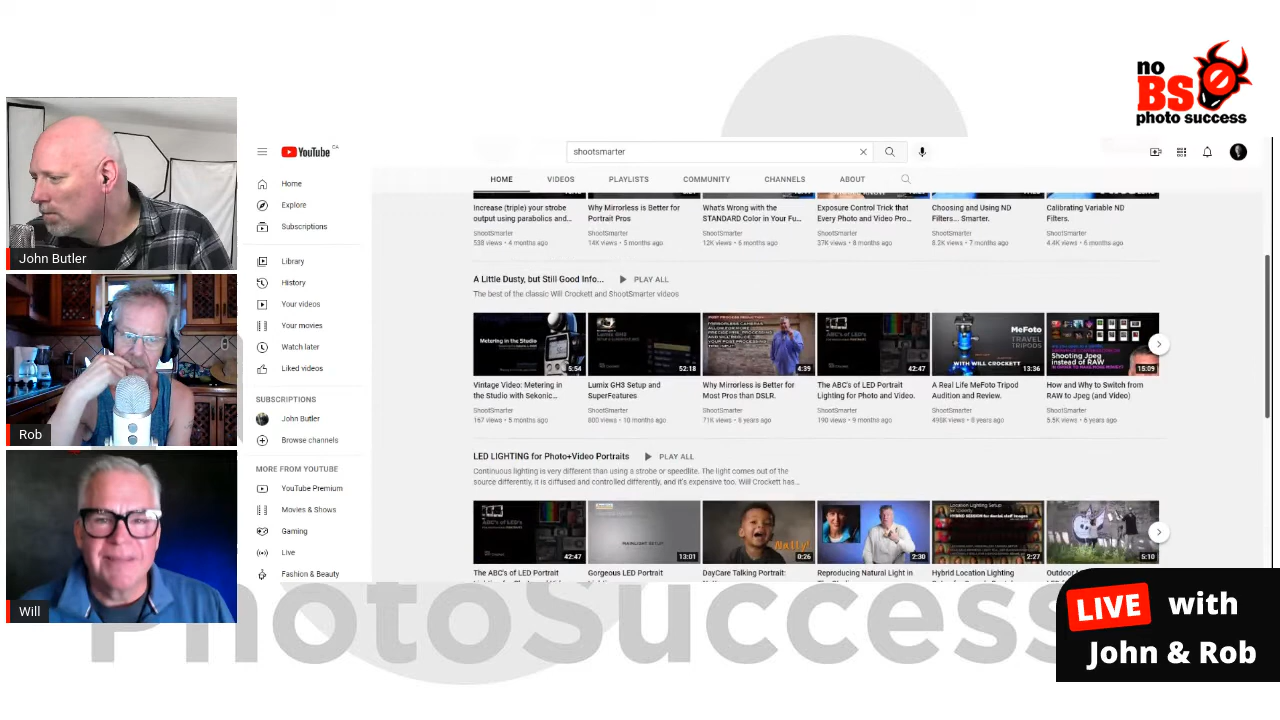 no
BS
photo success
John Butler
Rob
Will
YouTube CA
shootsmarter
HOME VIDEOS PLAYLISTS COMMUNITY CHANNELS ABOUT
Home
Explore
Subscriptions
Library
History
Your videos
Your movies
Watch later
Liked videos
SUBSCRIPTIONS
John Butler
Browse channels
MORE FROM YOUTUBE
YouTube Premium
Movies & Shows
Gaming
Live
Fashion & Beauty
Increase (triple) your strobe
output using parabolics and...
ShootSmarter
538 views • 4 months ago
Why Mirrorless is Better for
Portrait Pros
ShootSmarter
14K views • 5 months ago
What's Wrong with the
STANDARD Color in Your Fu...
ShootSmarter
12K views • 6 months ago
Exposure Control Trick that
Every Photo and Video Pro...
ShootSmarter
37K views • 8 months ago
Choosing and Using ND
Filters... Smarter.
ShootSmarter
8.2K views • 7 months ago
Calibrating Variable ND
Filters.
ShootSmarter
4.4K views • 6 months ago
A Little Dusty, but Still Good Info... PLAY ALL
The best of the classic Will Crockett and ShootSmarter videos
Metering in the Studio
5:54
Vintage Video: Metering in
the Studio with Sekonic...
ShootSmarter
167 views • 5 months ago
Lumix GH3
52:18
Lumix GH3 Setup and
SuperFeatures
ShootSmarter
800 views • 10 months ago
4:39
Why Mirrorless is Better for
Most Pros than DSLR.
ShootSmarter
71K views • 6 years ago
ABC's of LED's
42:47
The ABC's of LED Portrait
Lighting for Photo and Video.
ShootSmarter
190 views • 9 months ago
MeFoto
TRAVEL
TRIPODS
WITH WILL CROCKETT
13:36
A Real Life MeFoto Tripod
Audition and Review.
ShootSmarter
498K views • 8 years ago
Shooting Jpeg
instead of RAW
15:09
How and Why to Switch from
RAW to Jpeg (and Video)
ShootSmarter
5.5K views • 6 years ago
LED LIGHTING for Photo+Video Portraits PLAY ALL
Continuous lighting is very different than using a strobe or speedlite. The light comes out of the
source differently, it is diffused and controlled differently, and it's expensive too. Will Crockett has...
ABC's of LED's
42:47
The ABC's of LED Portrait
MAINLIGHT SETUP
13:01
Gorgeous LED Portrait
Natty!
0:26
DayCare Talking Portrait:
2:30
Reproducing Natural Light in
2:27
Hybrid Location Lighting
5:10
PhotoSuccess
LIVE with
John & Rob